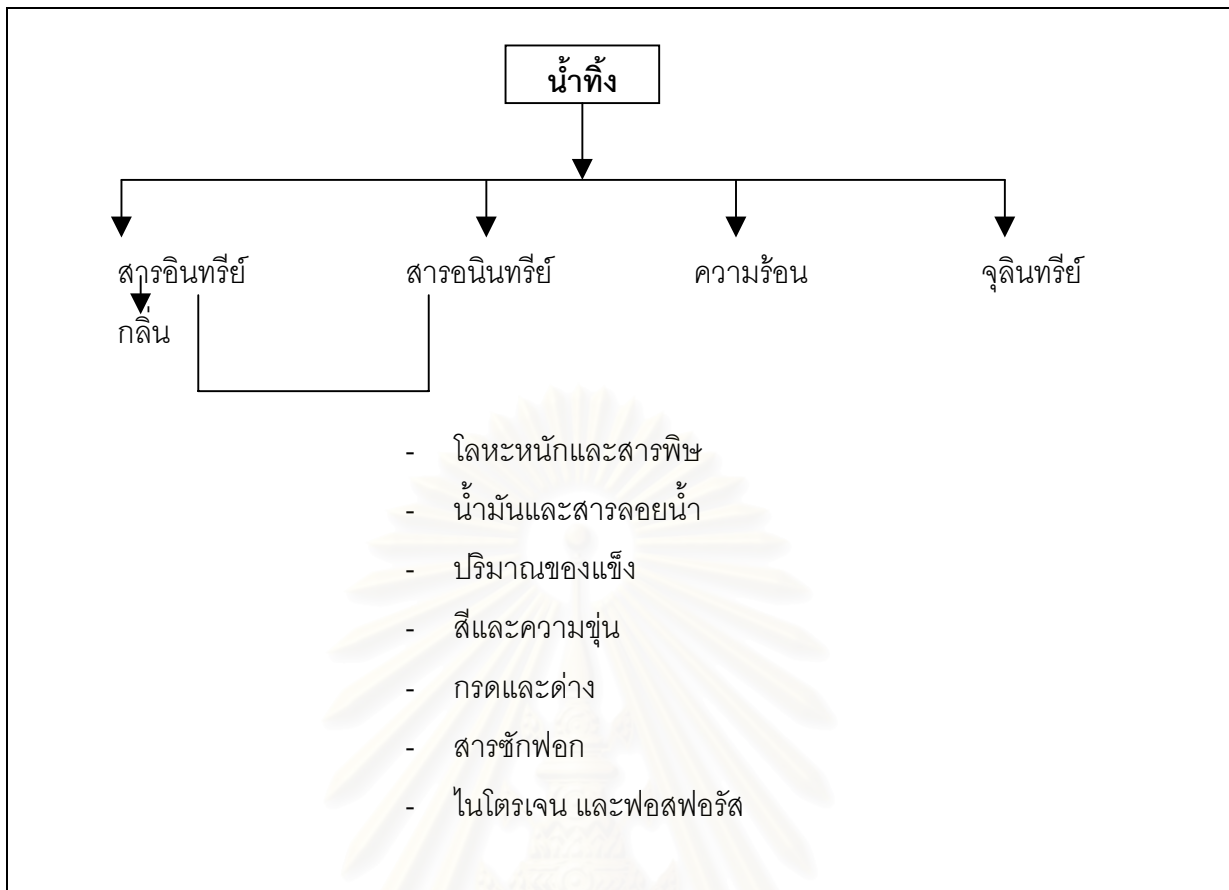 น้ำทิ้ง
สารอินทรีย์ สารอนินทรีย์ ความร้อน จุลินทรีย์
กลิ่น
- โลหะหนักและสารพิษ
- น้ำมันและสารลอยน้ำ
- ปริมาณของแข็ง
- สีและความขุ่น
- กรดและด่าง
- สารซักฟอก
- ไนโตรเจน และฟอสฟอรัส